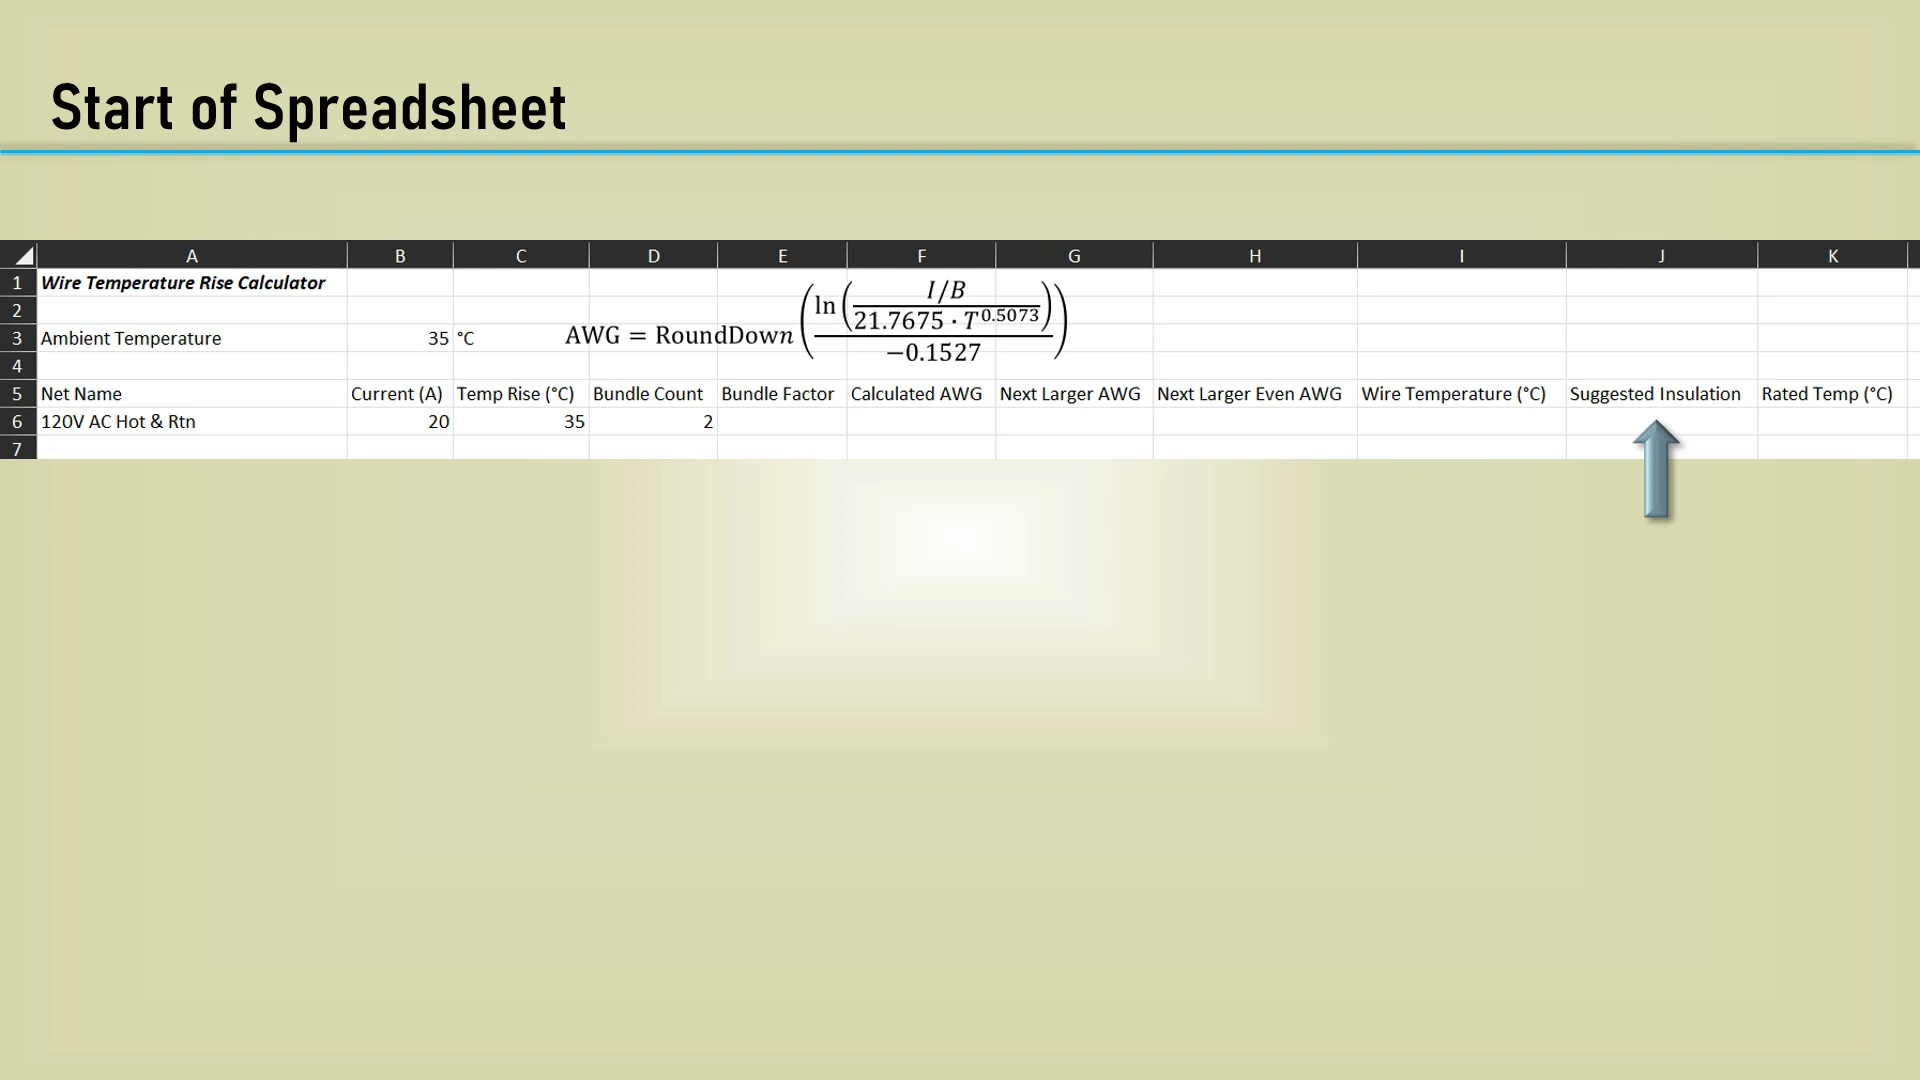 Start of Spreadsheet
A B C D E F G H I J K
1 Wire Temperature Rise Calculator
2
3 Ambient Temperature 35 °C
AWG = RoundDown(ln((I/B)/(21.7675 · T^0.5073))/−0.1527)
4
5 Net Name Current (A) Temp Rise (°C) Bundle Count Bundle Factor Calculated AWG Next Larger AWG Next Larger Even AWG Wire Temperature (°C) Suggested Insulation Rated Temp (°C)
6 120V AC Hot & Rtn 20 35 2
7